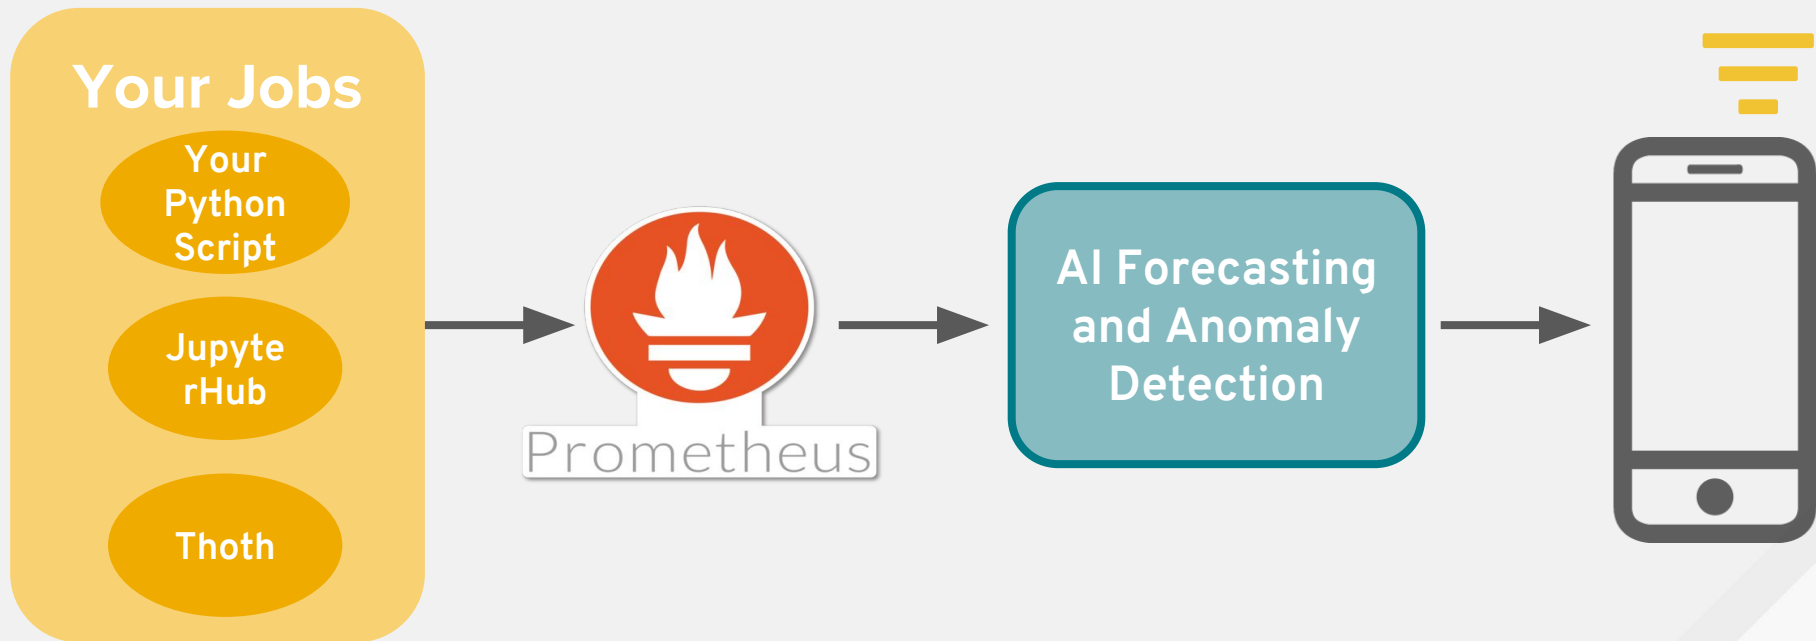 Your Jobs
Your
Python
Script
Jupyte
rHub
Thoth
Prometheus
AI Forecasting
and Anomaly
Detection